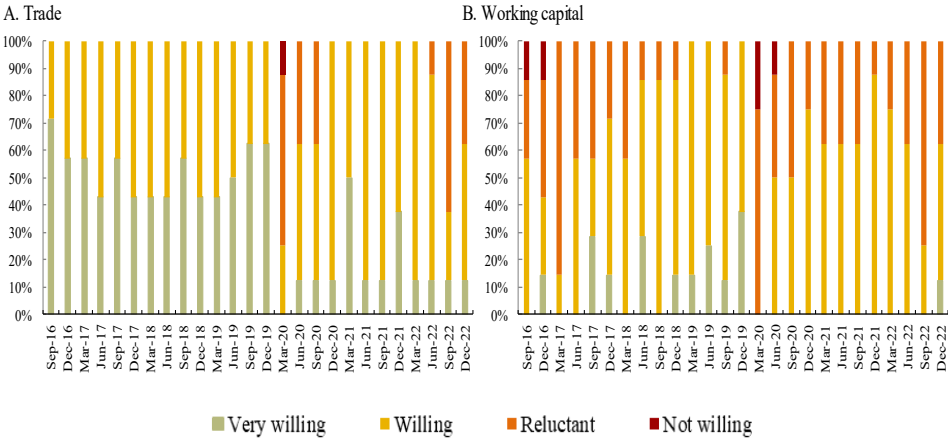 A. Trade
100%
90%
80%
70%
60%
50%
40%
30%
20%
10%
0%
Sep-16
Dec-16
Mar-17
Jun-17
Sep-17
Dec-17
Mar-18
Jun-18
Sep-18
Dec-18
Mar-19
Jun-19
Sep-19
Dec-19
Mar-20
Jun-20
Sep-20
Dec-20
Mar-21
Jun-21
Sep-21
Dec-21
Mar-22
Jun-22
Sep-22
Dec-22
B. Working capital
100%
90%
80%
70%
60%
50%
40%
30%
20%
10%
0%
Sep-16
Dec-16
Mar-17
Jun-17
Sep-17
Dec-17
Mar-18
Jun-18
Sep-18
Dec-18
Mar-19
Jun-19
Sep-19
Dec-19
Mar-20
Jun-20
Sep-20
Dec-20
Mar-21
Jun-21
Sep-21
Dec-21
Mar-22
Jun-22
Sep-22
Dec-22
Very willing
Willing
Reluctant
Not willing